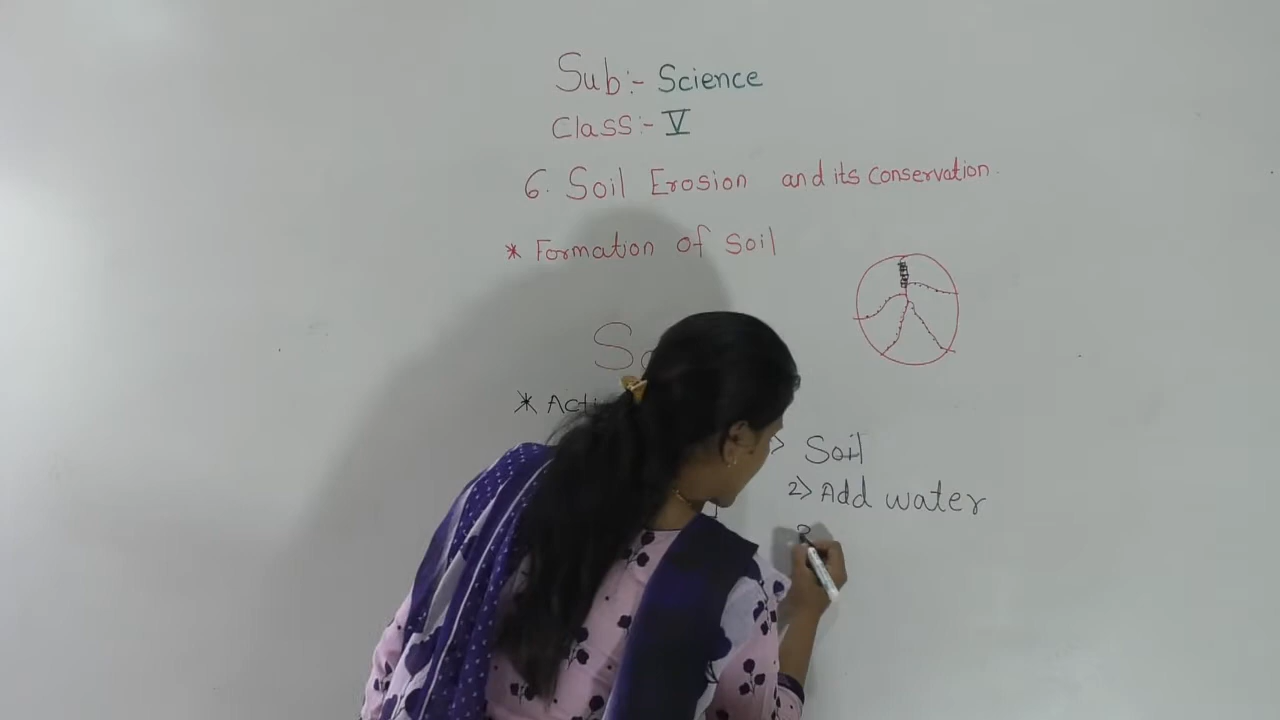 Sub:- Science
Class:- V
6. Soil Erosion and its conservation.
* Formation of soil
* 
> Soil
2> Add water